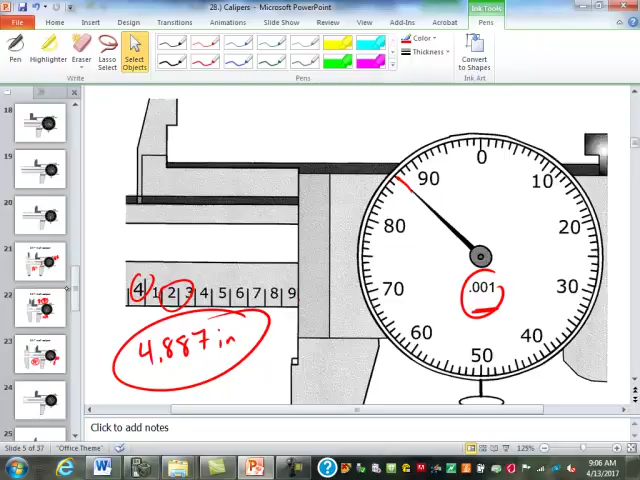 28.) Calipers - PowerPoint
Ink Tools
File
Home
Insert
Design
Transitions
Animations
Slide Show
Review
View
Add-Ins
Acrobat
Pens
Pen
Highlighter
Eraser
Lasso
Select
Select
Objects
Color
Thickness
Convert
to Shapes
Write
Pens
Ink Art
18
19
20
21
22
23
24
25
0
10
20
30
40
50
60
70
80
90
.001
4 1 2 3 4 5 6 7 8 9
4.887 in
Click to add notes
Slide 5 of 37
"Office Theme"
125%
9:06 AM
4/13/2017